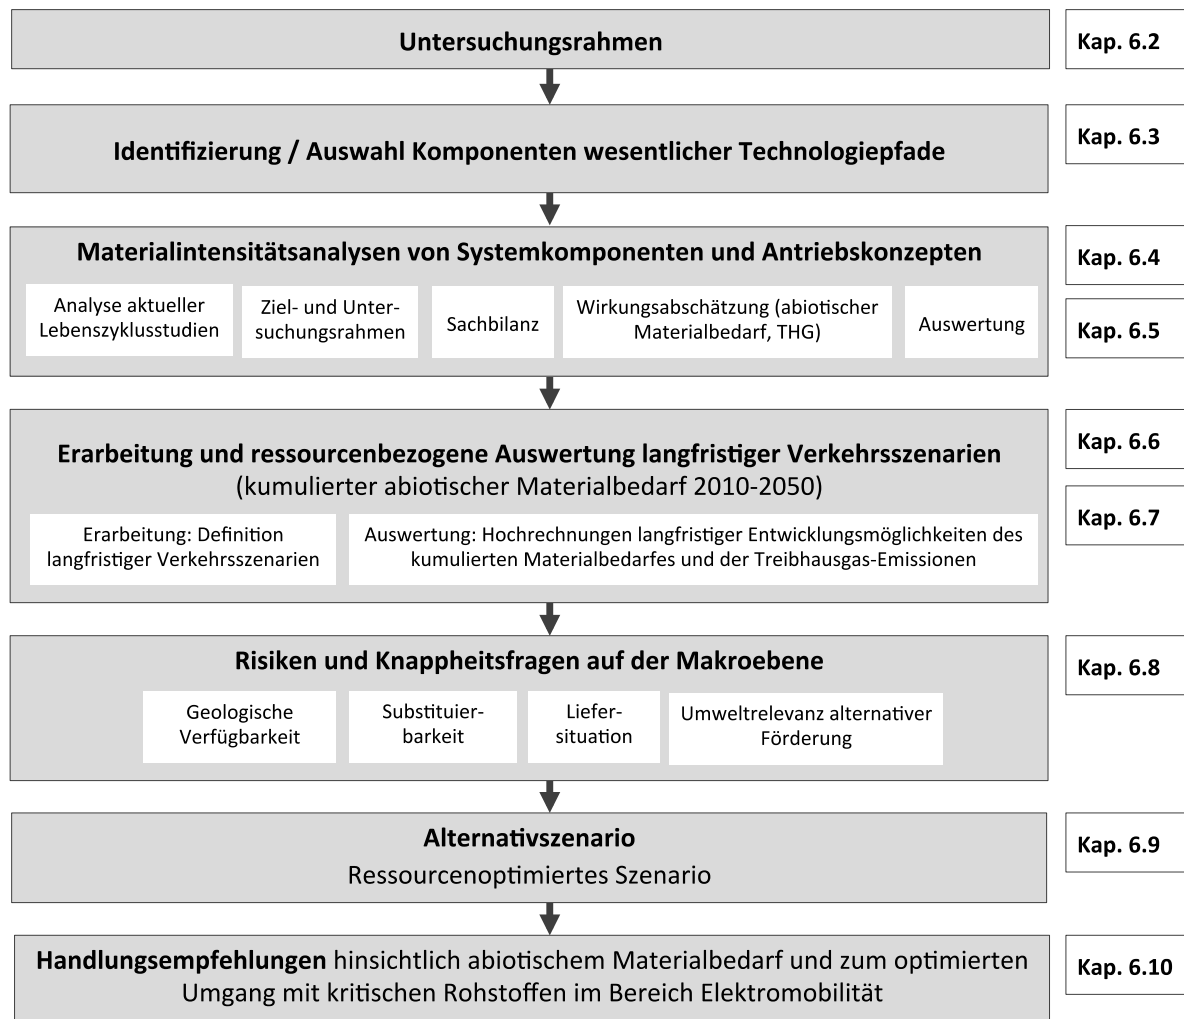 Untersuchungsrahmen
Kap. 6.2
Identifizierung / Auswahl Komponenten wesentlicher Technologiepfade
Kap. 6.3
Materialintensitätsanalysen von Systemkomponenten und Antriebskonzepten
Kap. 6.4
Analyse aktueller
Lebenszyklusstudien
Ziel- und Unter-
suchungsrahmen
Sachbilanz
Wirkungsabschätzung (abiotischer
Materialbedarf, THG)
Auswertung
Kap. 6.5
Erarbeitung und ressourcenbezogene Auswertung langfristiger Verkehrsszenarien
(kumulierter abiotischer Materialbedarf 2010-2050)
Kap. 6.6
Erarbeitung: Definition
langfristiger Verkehrsszenarien
Auswertung: Hochrechnungen langfristiger Entwicklungsmöglichkeiten des
kumulierten Materialbedarfes und der Treibhausgas-Emissionen
Kap. 6.7
Risiken und Knappheitsfragen auf der Makroebene
Kap. 6.8
Geologische
Verfügbarkeit
Substituier-
barkeit
Liefer-
situation
Umweltrelevanz alternativer
Förderung
Alternativszenario
Ressourcenoptimiertes Szenario
Kap. 6.9
Handlungsempfehlungen hinsichtlich abiotischem Materialbedarf und zum optimierten
Umgang mit kritischen Rohstoffen im Bereich Elektromobilität
Kap. 6.10